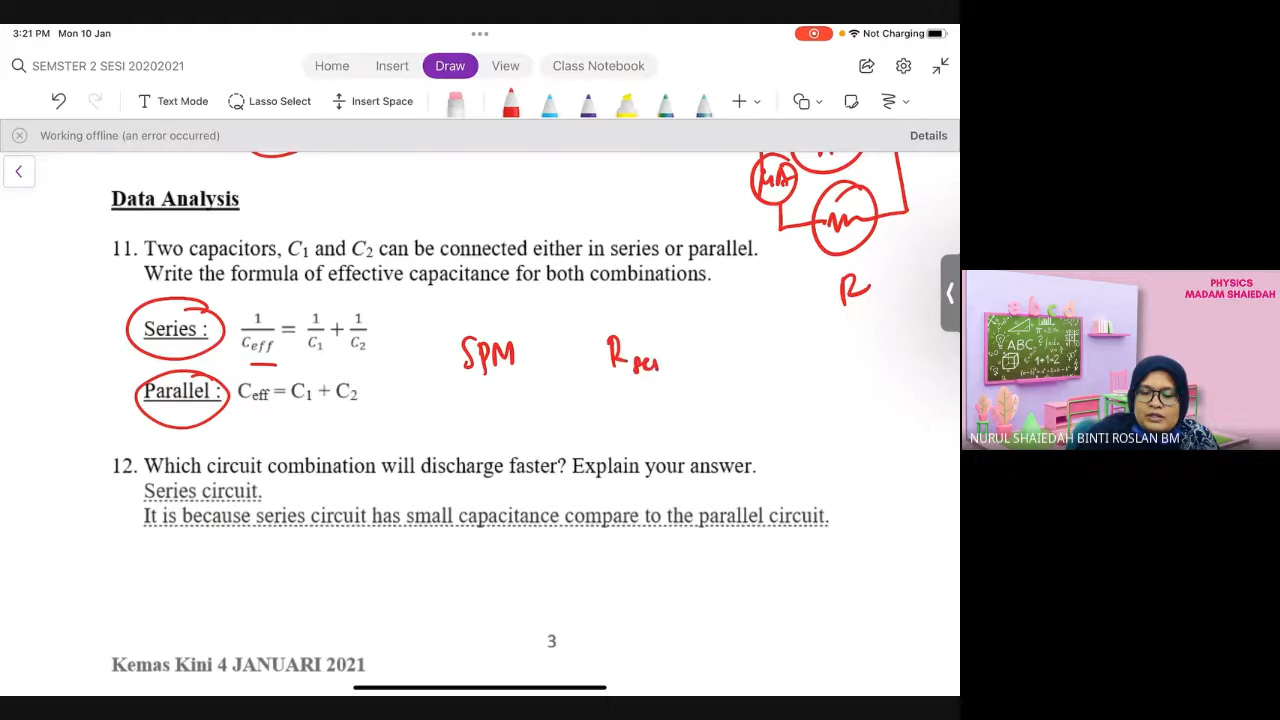 3:21 PM Mon 10 Jan
Not Charging
SEMSTER 2 SESI 20202021
Home Insert Draw View Class Notebook
Text Mode Lasso Select Insert Space
Working offline (an error occurred) Details
μA
Data Analysis
11. Two capacitors, C1 and C2 can be connected either in series or parallel.
Write the formula of effective capacitance for both combinations.
R
Series : 1/Ceff = 1/C1 + 1/C2
SPM Rseri
Parallel : Ceff = C1 + C2
12. Which circuit combination will discharge faster? Explain your answer.
Series circuit.
It is because series circuit has small capacitance compare to the parallel circuit.
3
Kemas Kini 4 JANUARI 2021
PHYSICS
MADAM SHAIEDAH
abcd
ABC
1+1=2
NURUL SHAIEDAH BINTI ROSLAN BM